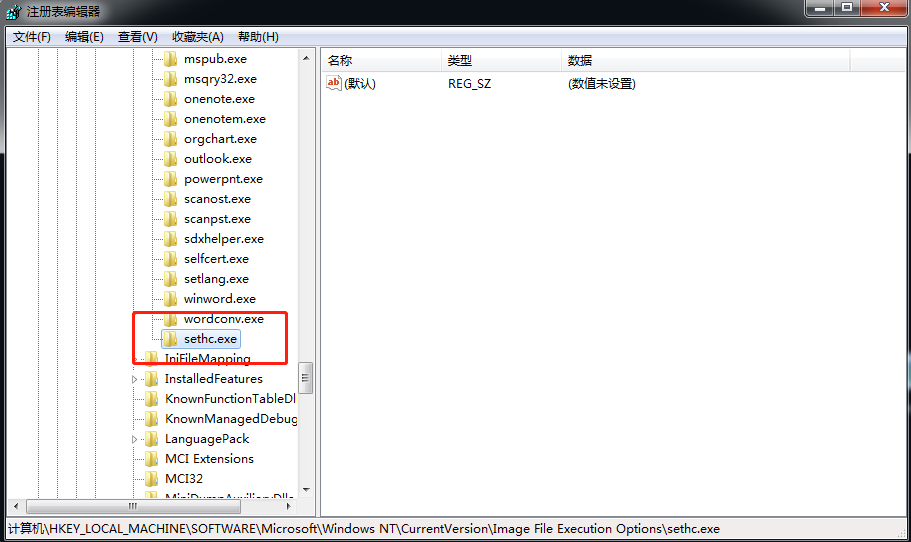 注册表编辑器
文件(F) 编辑(E) 查看(V) 收藏夹(A) 帮助(H)
名称 类型 数据
ab (默认) REG_SZ (数值未设置)
mspub.exe
msqry32.exe
onenote.exe
onenotem.exe
orgchart.exe
outlook.exe
powerpnt.exe
scanost.exe
scanpst.exe
sdxhelper.exe
selfcert.exe
setlang.exe
winword.exe
wordconv.exe
sethc.exe
IniFileMapping
InstalledFeatures
KnownFunctionTableDl
KnownManagedDebug
LanguagePack
MCI Extensions
MCI32
MiniDumpAuxiliaryDlls
计算机\HKEY_LOCAL_MACHINE\SOFTWARE\Microsoft\Windows NT\CurrentVersion\Image File Execution Options\sethc.exe